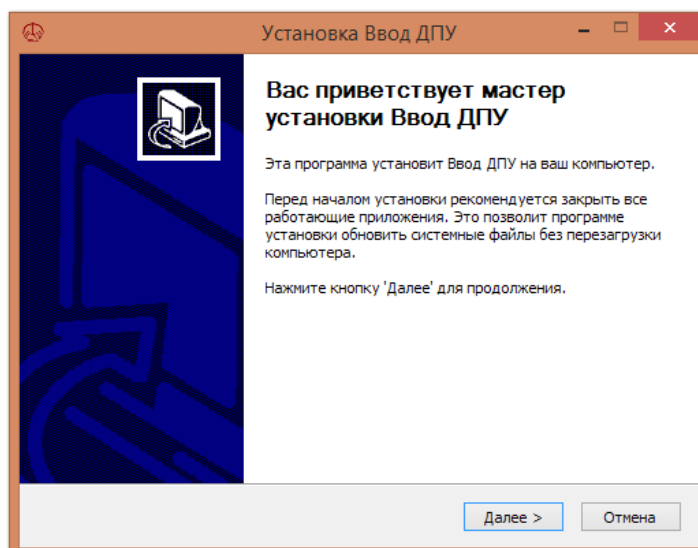 Установка Ввод ДПУ
Вас приветствует мастер
установки Ввод ДПУ
Эта программа установит Ввод ДПУ на ваш компьютер.
Перед началом установки рекомендуется закрыть все
работающие приложения. Это позволит программе
установки обновить системные файлы без перезагрузки
компьютера.
Нажмите кнопку 'Далее' для продолжения.
Далее >
Отмена